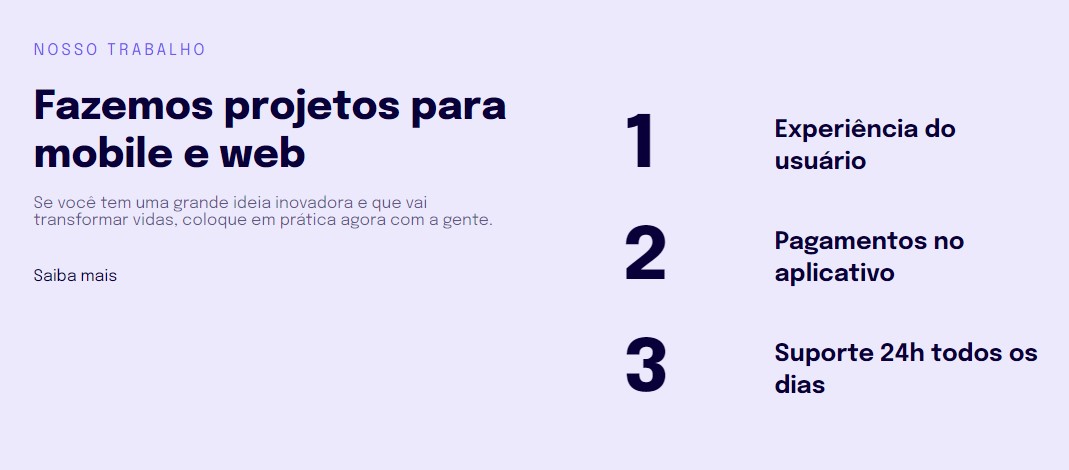 NOSSO TRABALHO
Fazemos projetos para
mobile e web
Se você tem uma grande ideia inovadora e que vai
transformar vidas, coloque em prática agora com a gente.
Saiba mais
1
Experiência do
usuário
2
Pagamentos no
aplicativo
3
Suporte 24h todos os
dias